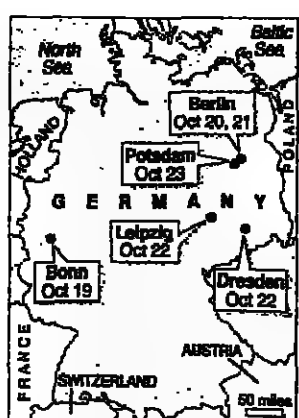 North
Sea
Baltic
Sea
Berlin
Oct 20, 21
HOLLAND
POLAND
Potsdam
Oct 23
GERMANY
Leipzig
Oct 22
Bonn
Oct 19
Dresden
Oct 22
FRANCE
AUSTRIA
SWITZERLAND
50 miles